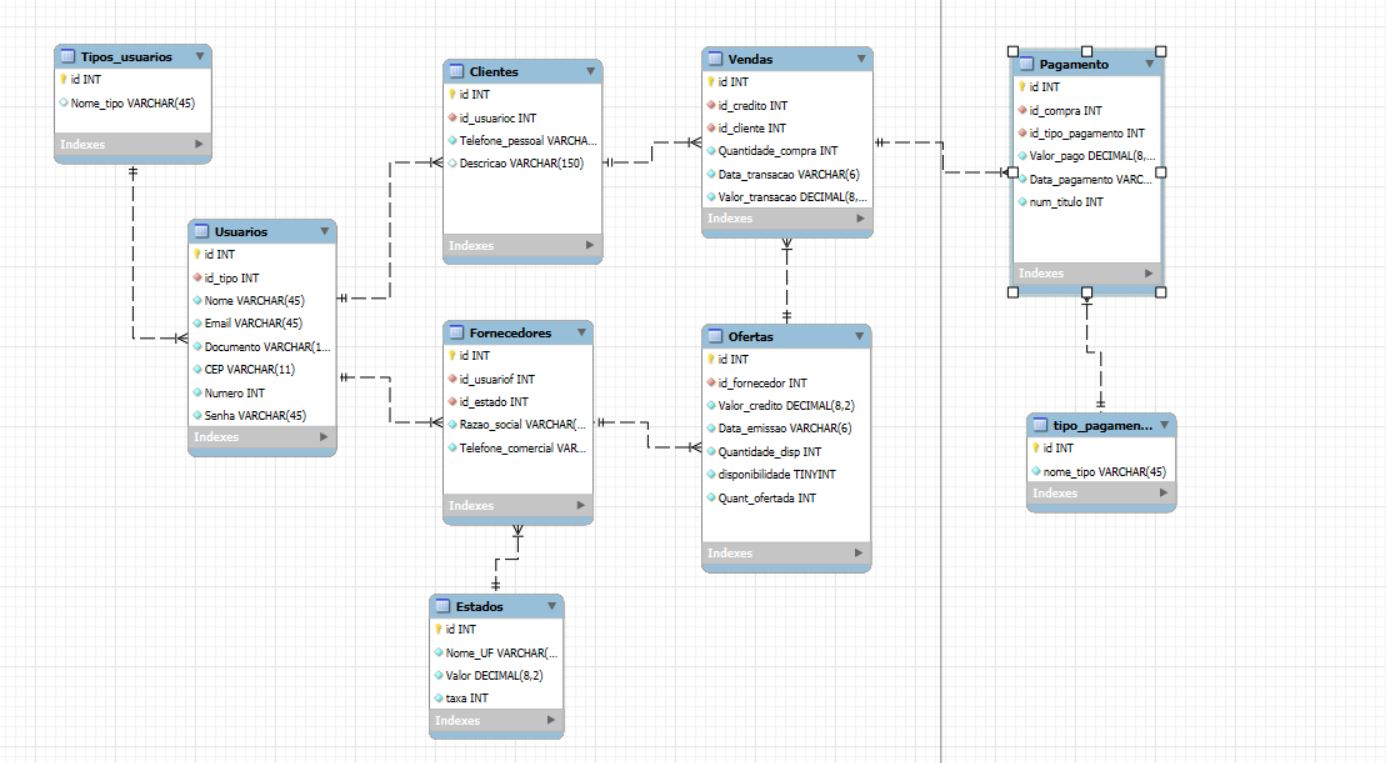 Tipos_usuarios
id INT
Nome_tipo VARCHAR(45)
Indexes
Usuarios
id INT
id_tipo INT
Nome VARCHAR(45)
Email VARCHAR(45)
Documento VARCHAR(1...
CEP VARCHAR(11)
Numero INT
Senha VARCHAR(45)
Indexes
Clientes
id INT
id_usuarioc INT
Telefone_pessoal VARCHA...
Descricao VARCHAR(150)
Indexes
Fornecedores
id INT
id_usuariof INT
id_estado INT
Razao_social VARCHAR(...
Telefone_comercial VAR...
Indexes
Estados
id INT
Nome_UF VARCHAR(...
Valor DECIMAL(8,2)
taxa INT
Indexes
Vendas
id INT
id_credito INT
id_cliente INT
Quantidade_compra INT
Data_transacao VARCHAR(6)
Valor_transacao DECIMAL(8,...
Indexes
Ofertas
id INT
id_fornecedor INT
Valor_credito DECIMAL(8,2)
Data_emissao VARCHAR(6)
Quantidade_disp INT
disponibilidade TINYINT
Quant_ofertada INT
Indexes
Pagamento
id INT
id_compra INT
id_tipo_pagamento INT
Valor_pago DECIMAL(8,...
Data_pagamento VARC...
num_titulo INT
Indexes
tipo_pagamen...
id INT
nome_tipo VARCHAR(45)
Indexes